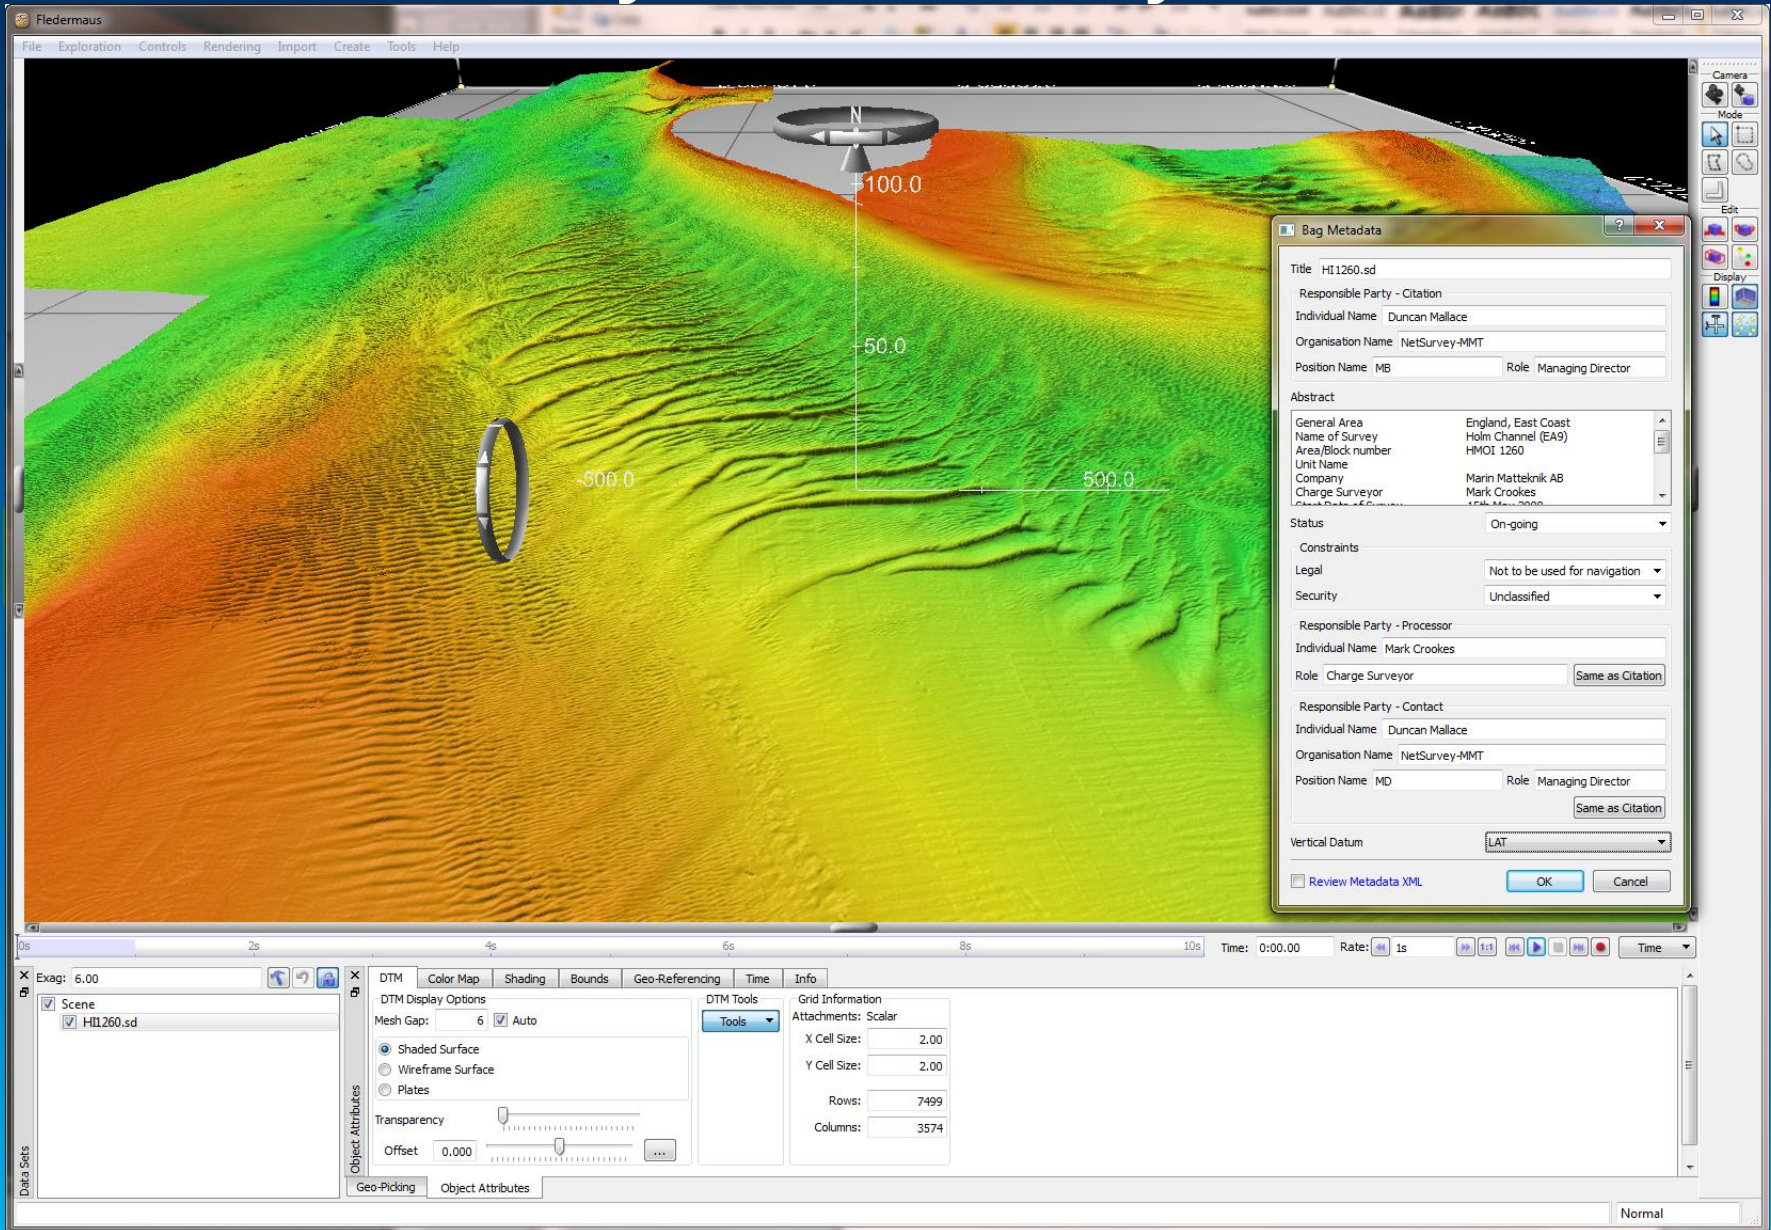 Fledermaus
File Exploration Controls Rendering Import Create Tools Help
N
100.0
50.0
-500.0
500.0
Camera
Mode
Edit
Display
Bag Metadata
Title HI1260.sd
Responsible Party - Citation
Individual Name Duncan Mallace
Organisation Name NetSurvey-MMT
Position Name MB Role Managing Director
Abstract
General Area England, East Coast
Name of Survey Holm Channel (EA9)
Area/Block number HMOI 1260
Unit Name
Company Marin Matteknik AB
Charge Surveyor Mark Crookes
Status On-going
Constraints
Legal Not to be used for navigation
Security Unclassified
Responsible Party - Processor
Individual Name Mark Crookes
Role Charge Surveyor Same as Citation
Responsible Party - Contact
Individual Name Duncan Mallace
Organisation Name NetSurvey-MMT
Position Name MD Role Managing Director
Same as Citation
Vertical Datum LAT
Review Metadata XML OK Cancel
0s 2s 4s 6s 8s 10s Time: 0:00.00 Rate: 1s 1:1 Time
Exag: 6.00
Scene
HI1260.sd
Data Sets
Object Attributes
DTM Color Map Shading Bounds Geo-Referencing Time Info
DTM Display Options
Mesh Gap: 6 Auto
Shaded Surface
Wireframe Surface
Plates
Transparency
Offset 0.000 ...
DTM Tools
Tools
Grid Information
Attachments: Scalar
X Cell Size: 2.00
Y Cell Size: 2.00
Rows: 7499
Columns: 3574
Geo-Picking Object Attributes
Normal